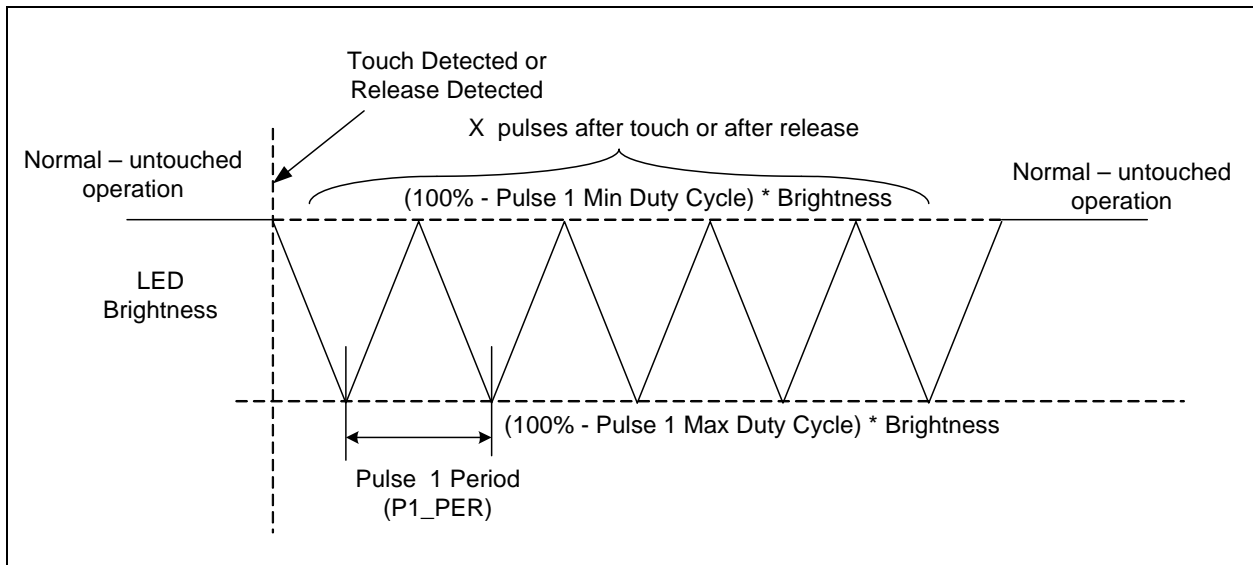 Touch Detected or
Release Detected
X pulses after touch or after release
Normal – untouched
operation
(100% - Pulse 1 Min Duty Cycle) * Brightness
Normal – untouched
operation
LED
Brightness
(100% - Pulse 1 Max Duty Cycle) * Brightness
Pulse 1 Period
(P1_PER)